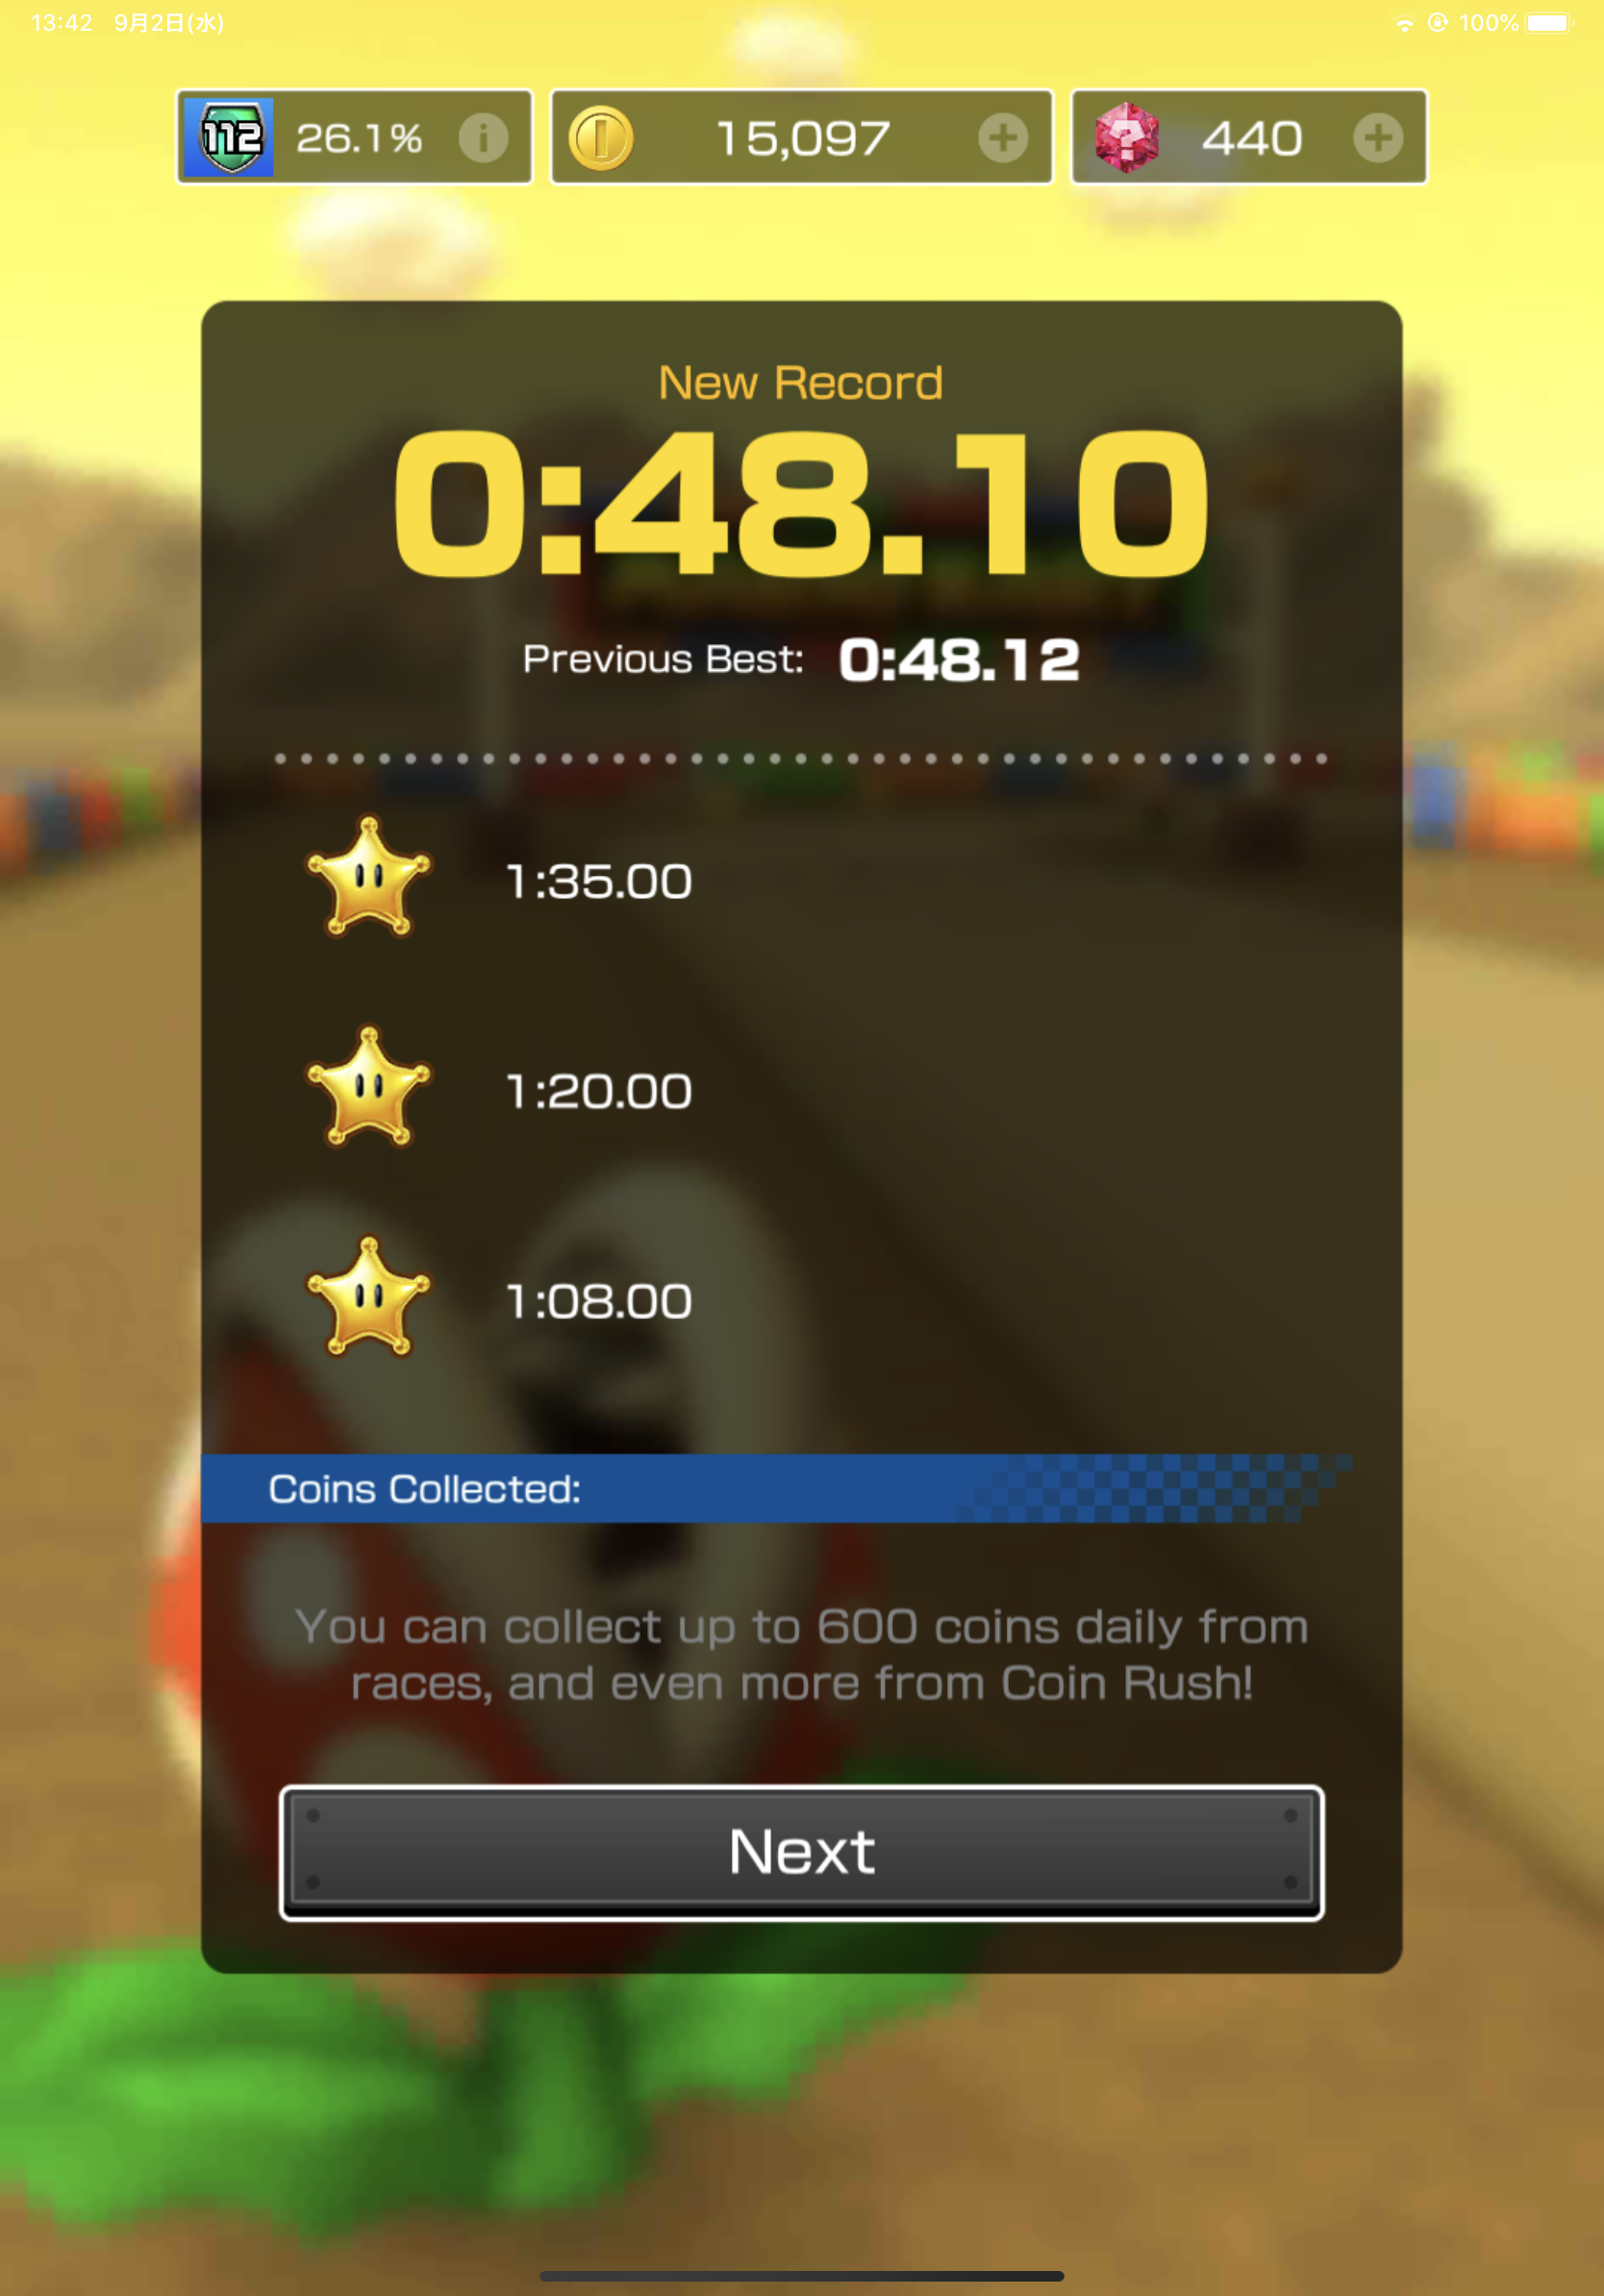 13:42 9月2日(水) 100%
112 26.1% i 15,097 + ? 440 +
New Record
0:48.10
Previous Best: 0:48.12
1:35.00
1:20.00
1:08.00
Coins Collected:
You can collect up to 600 coins daily from
races, and even more from Coin Rush!
Next